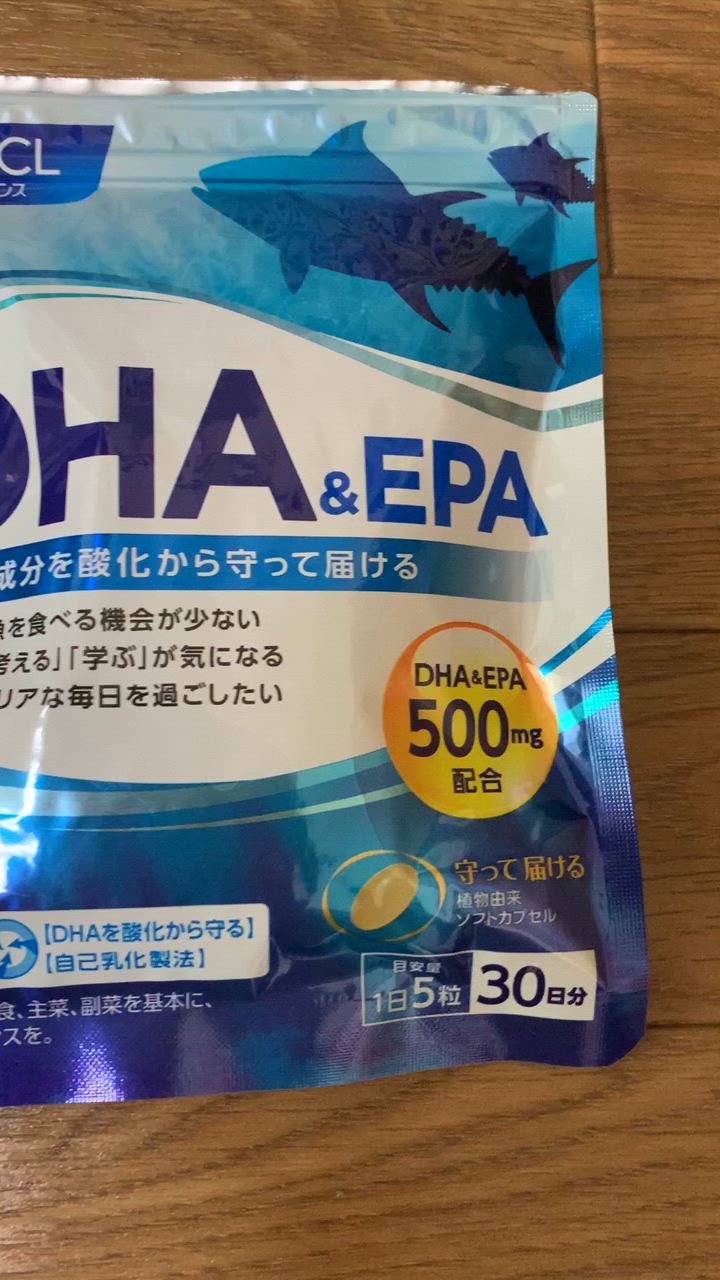 CL
ンス
DHA&EPA
成分を酸化から守って届ける
を食べる機会が少ない
考える」「学ぶ」が気になる
リアな毎日を過ごしたい
DHA&EPA
500mg
配合
守って届ける
植物由来
ソフトカプセル
【DHAを酸化から守る】
【自己乳化製法】
目安量
1日5粒
30日分
食、主菜、副菜を基本に、
スを。